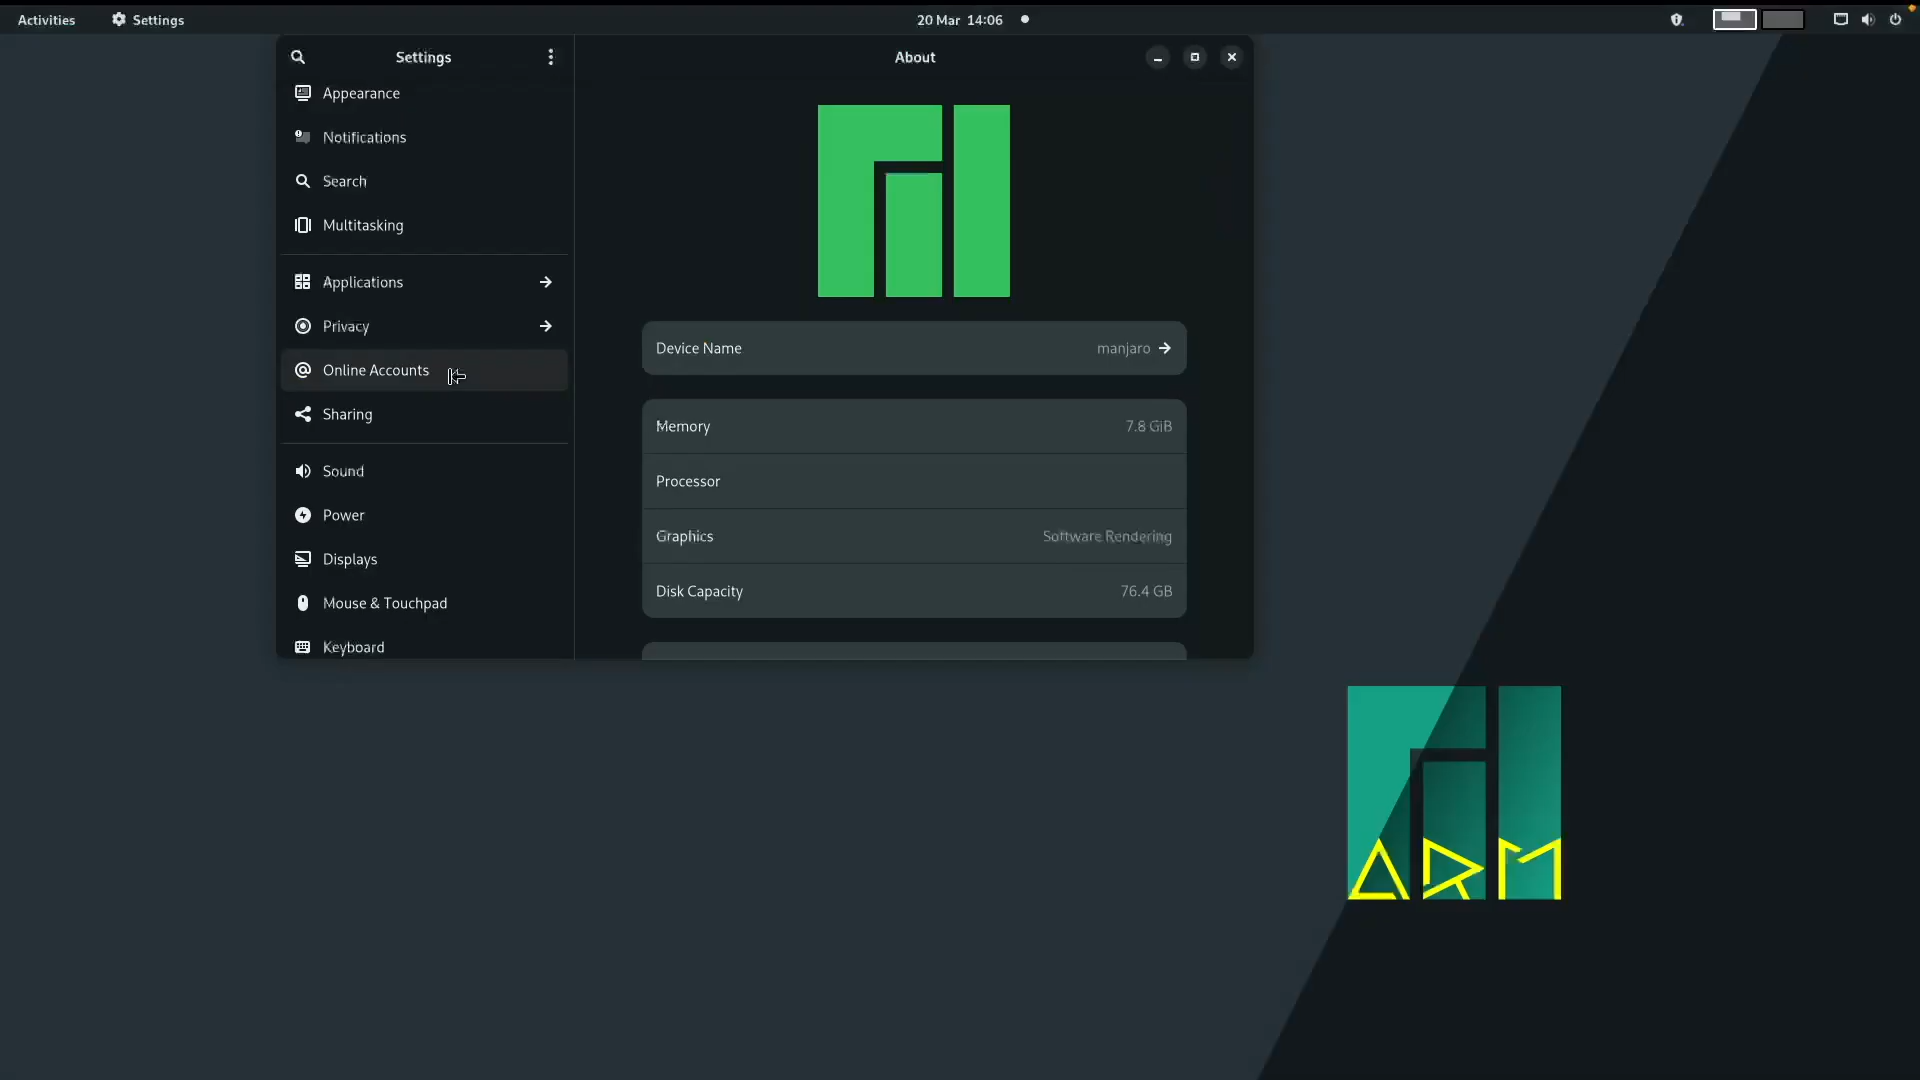 Activities
Settings
20 Mar 14:06
Settings
About
Appearance
Notifications
Search
Multitasking
Applications
Privacy
Online Accounts
Sharing
Sound
Power
Displays
Mouse & Touchpad
Keyboard
Device Name
manjaro
Memory
7.8 GiB
Processor
Graphics
Software Rendering
Disk Capacity
76.4 GB
ARM